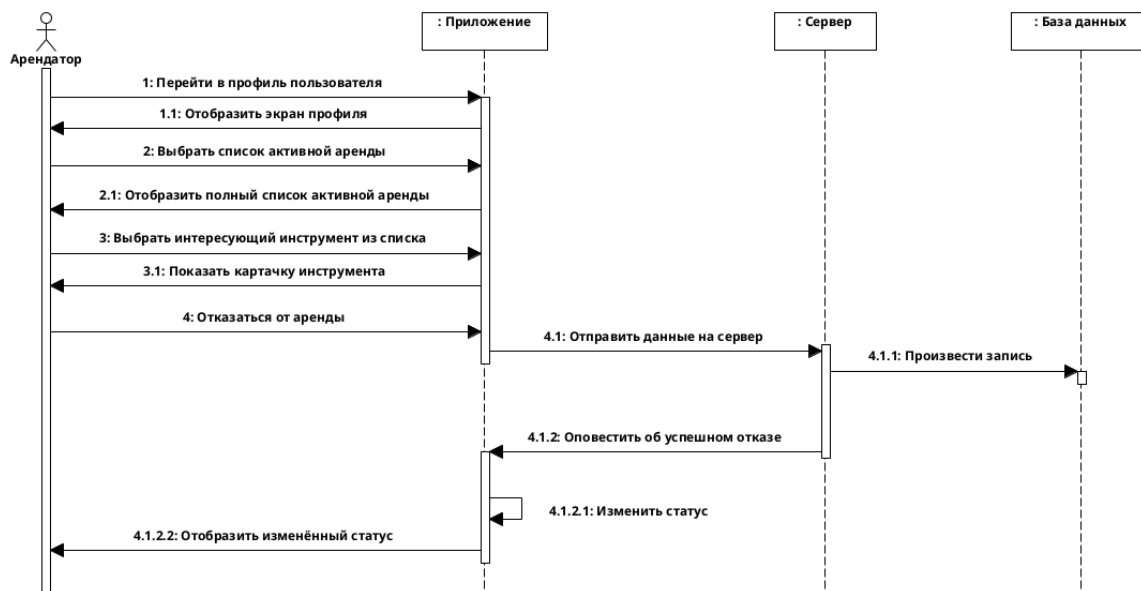 : Приложение
: Сервер
: База данных
Арендатор
1: Перейти в профиль пользователя
1.1: Отобразить экран профиля
2: Выбрать список активной аренды
2.1: Отобразить полный список активной аренды
3: Выбрать интересующий инструмент из списка
3.1: Показать картачку инструмента
4: Отказаться от аренды
4.1: Отправить данные на сервер
4.1.1: Произвести запись
4.1.2: Оповестить об успешном отказе
4.1.2.1: Изменить статус
4.1.2.2: Отобразить изменённый статус